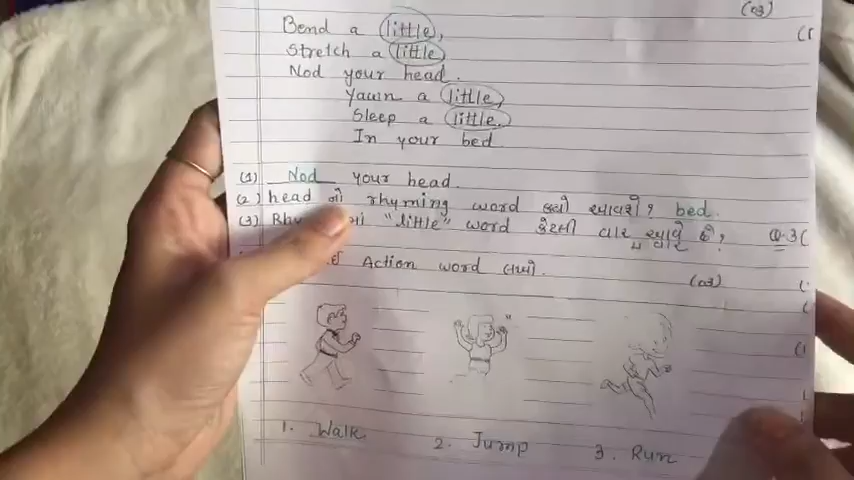 (03)
Bend a little,
Stretch a little
Nod your head.
Yawn a little,
Sleep a little.
In your bed.
(1) Nod your head.
(2) head નો rhyming word કયો આવશે? bed.
(3) Rhy માં "little" word કેટલી વાર આવે છે?
વાર
Action word લખો. (03)
1. Walk 2. Jump 3. Run